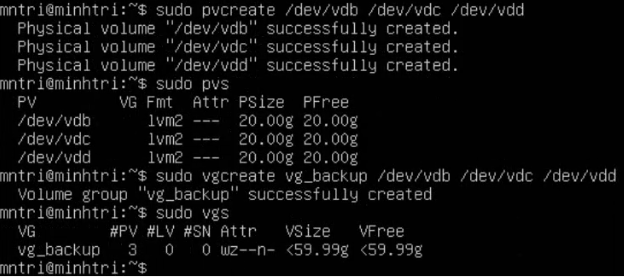 mntri@minhtri:~$ sudo pvcreate /dev/vdb /dev/vdc /dev/vdd
  Physical volume "/dev/vdb" successfully created.
  Physical volume "/dev/vdc" successfully created.
  Physical volume "/dev/vdd" successfully created.
mntri@minhtri:~$ sudo pvs
  PV         VG Fmt  Attr PSize  PFree
  /dev/vdb      lvm2 ---  20.00g 20.00g
  /dev/vdc      lvm2 ---  20.00g 20.00g
  /dev/vdd      lvm2 ---  20.00g 20.00g
mntri@minhtri:~$ sudo vgcreate vg_backup /dev/vdb /dev/vdc /dev/vdd
  Volume group "vg_backup" successfully created
mntri@minhtri:~$ sudo vgs
  VG        #PV #LV #SN Attr   VSize   VFree
  vg_backup   3   0   0 wz--n- <59.99g <59.99g
mntri@minhtri:~$